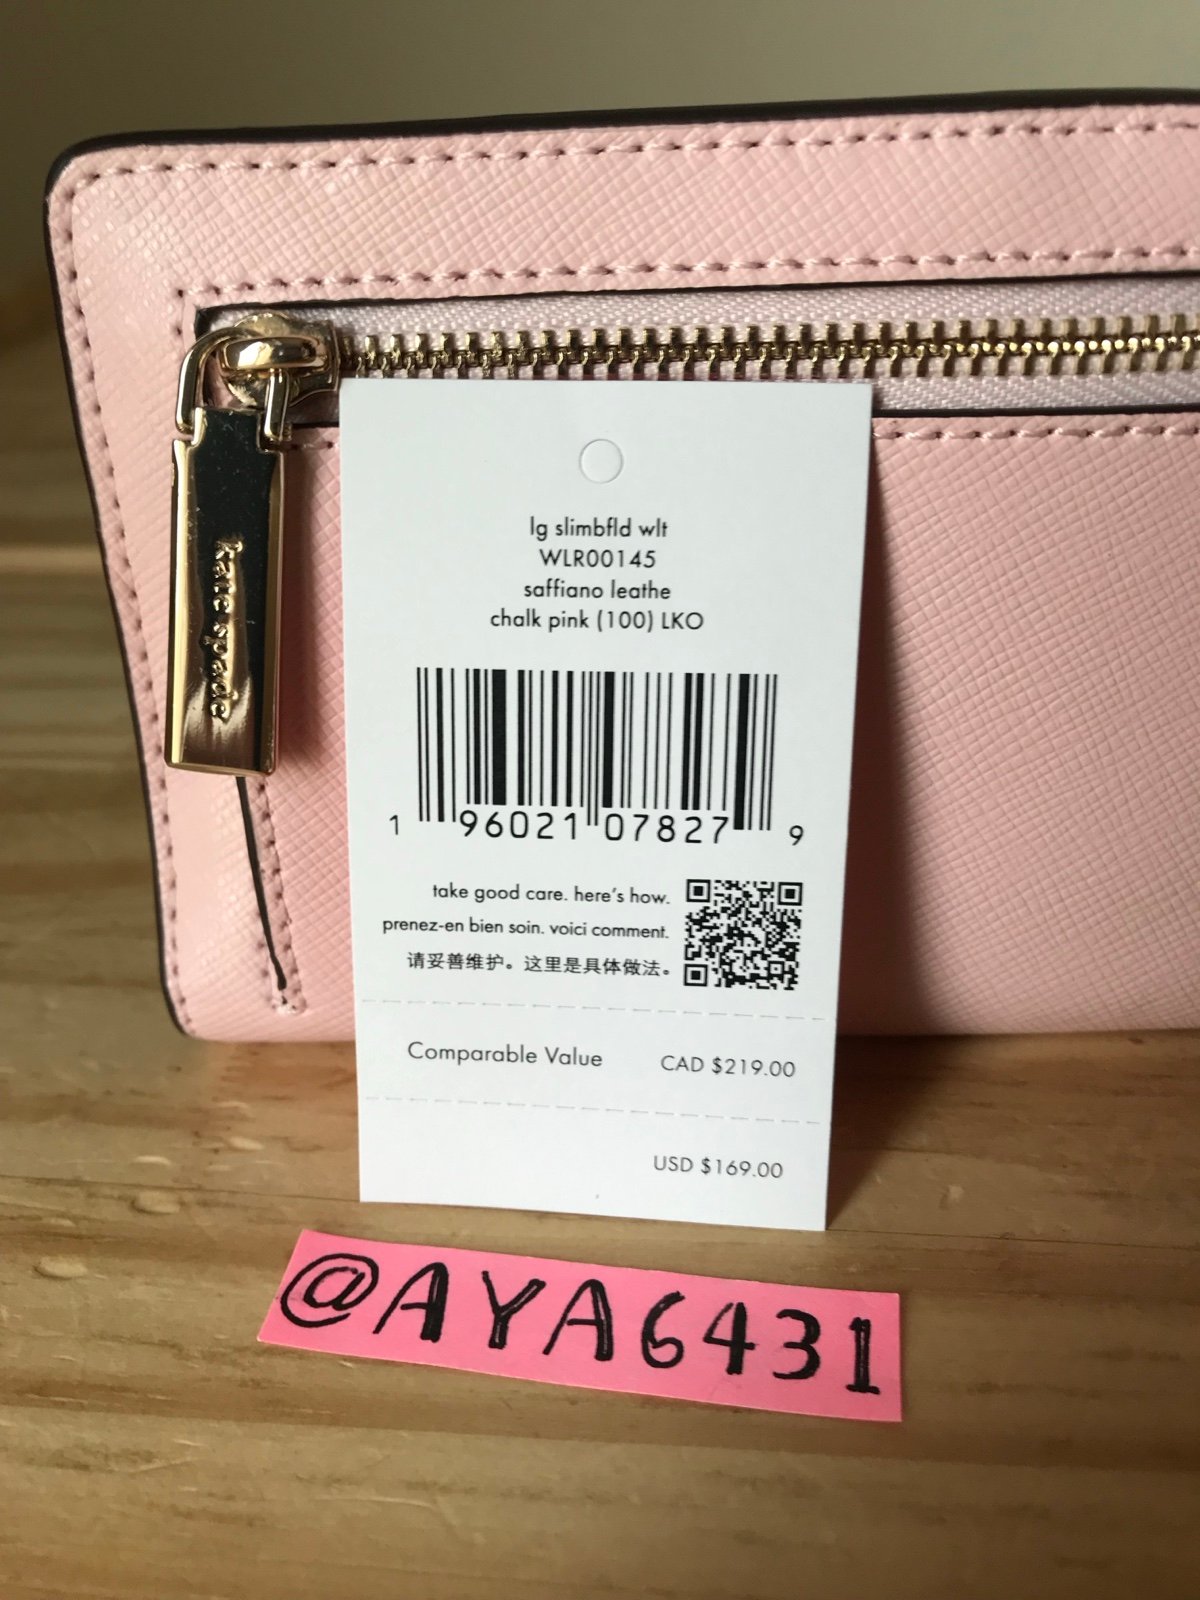 kate spade
lg slimbfld wlt
WLR00145
saffiano leathe
chalk pink (100) LKO
1 96021 07827 9
take good care. here's how.
prenez-en bien soin. voici comment.
请妥善维护。这里是具体做法。
Comparable Value CAD $219.00
USD $169.00
@AYA6431